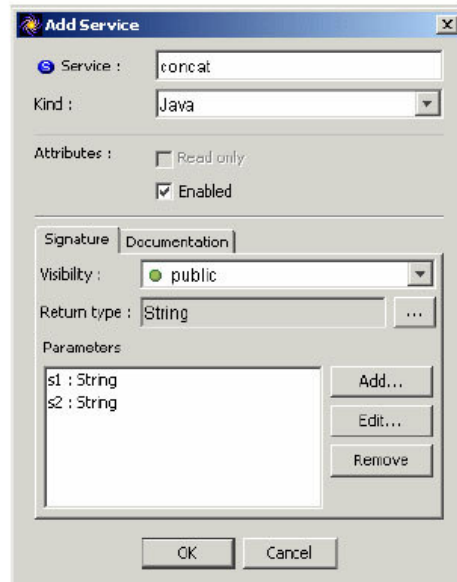 Add Service
S Service : concat
Kind : Java
Attributes : Read only
Enabled
Signature Documentation
Visibility : public
Return type : String ...
Parameters
s1 : String
s2 : String
Add...
Edit...
Remove
OK Cancel